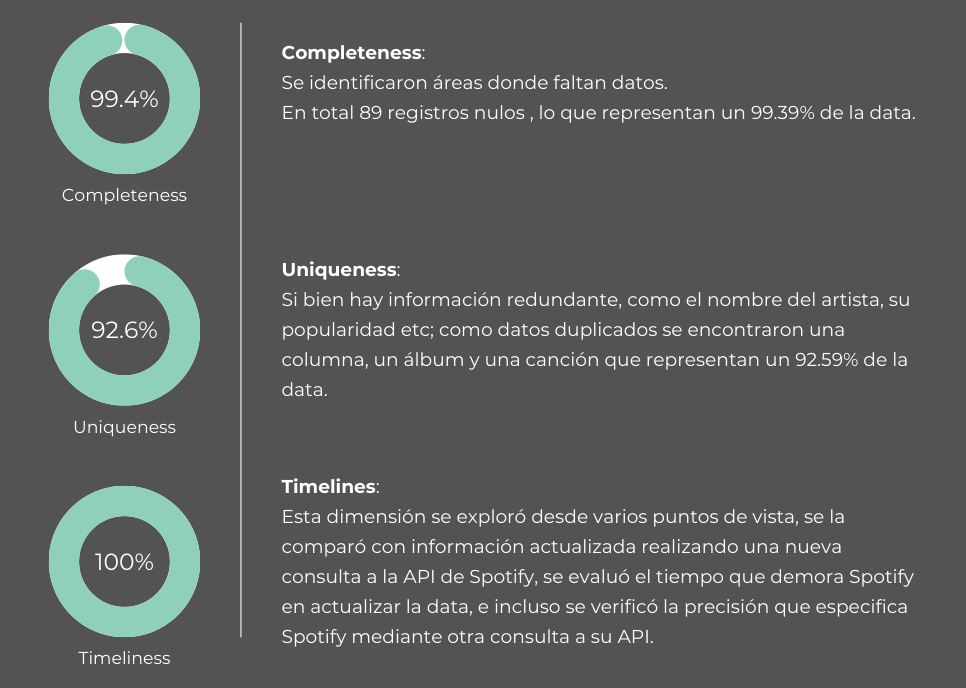 99.4%
Completeness
Completeness:
Se identificaron áreas donde faltan datos.
En total 89 registros nulos , lo que representan un 99.39% de la data.
92.6%
Uniqueness
Uniqueness:
Si bien hay información redundante, como el nombre del artista, su
popularidad etc; como datos duplicados se encontraron una
columna, un álbum y una canción que representan un 92.59% de la
data.
100%
Timeliness
Timelines:
Esta dimensión se exploró desde varios puntos de vista, se la
comparó con información actualizada realizando una nueva
consulta a la API de Spotify, se evaluó el tiempo que demora Spotify
en actualizar la data, e incluso se verificó la precisión que especifica
Spotify mediante otra consulta a su API.